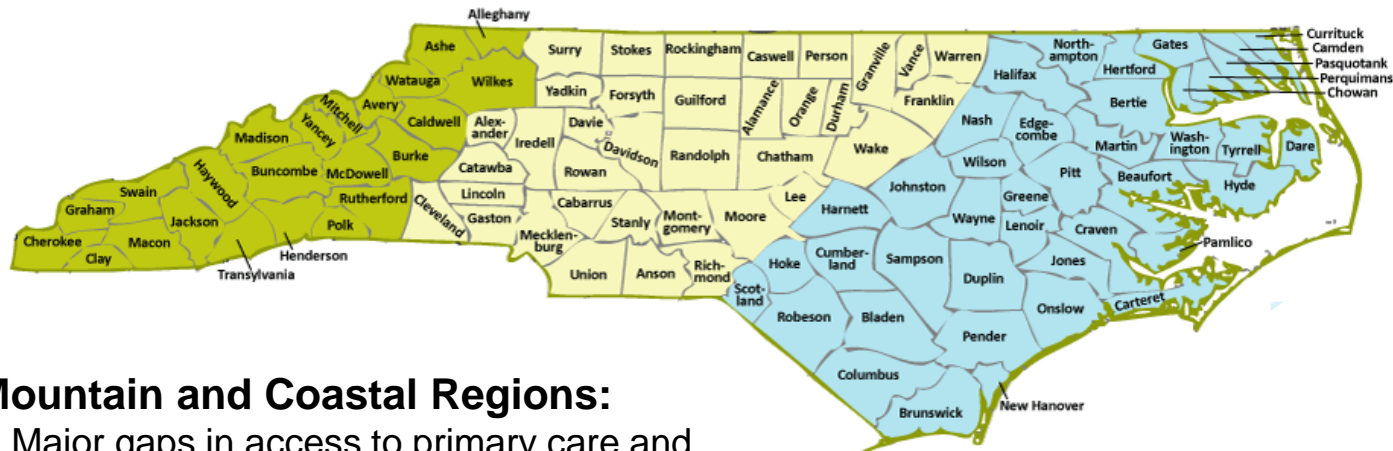 Alleghany
Currituck
Camden
Pasquotank
Perquimans
Chowan
Ashe
Surry
Stokes
Rockingham
Caswell
Person
Granville
Vance
Warren
North-
ampton
Gates
Hertford
Halifax
Watauga
Wilkes
Yadkin
Forsyth
Guilford
Alamance
Orange
Durham
Franklin
Bertie
Mitchell
Avery
Yancey
Caldwell
Alex-
ander
Iredell
Davie
Davidson
Nash
Edge-
combe
Martin
Wash-
ington
Tyrrell
Dare
Madison
Buncombe
McDowell
Burke
Catawba
Rowan
Randolph
Chatham
Wake
Wilson
Pitt
Beaufort
Hyde
Haywood
Swain
Rutherford
Lincoln
Cabarrus
Stanly
Mont-
gomery
Moore
Lee
Harnett
Johnston
Greene
Wayne
Lenoir
Craven
Pamlico
Graham
Jackson
Polk
Cleveland
Gaston
Mecklen-
burg
Cherokee
Macon
Clay
Henderson
Transylvania
Union
Anson
Rich-
mond
Scot-
land
Hoke
Cumber-
land
Sampson
Duplin
Jones
Onslow
Carteret
Robeson
Bladen
Pender
Columbus
Brunswick
New Hanover
Mountain and Coastal Regions:
Major gaps in access to primary care and